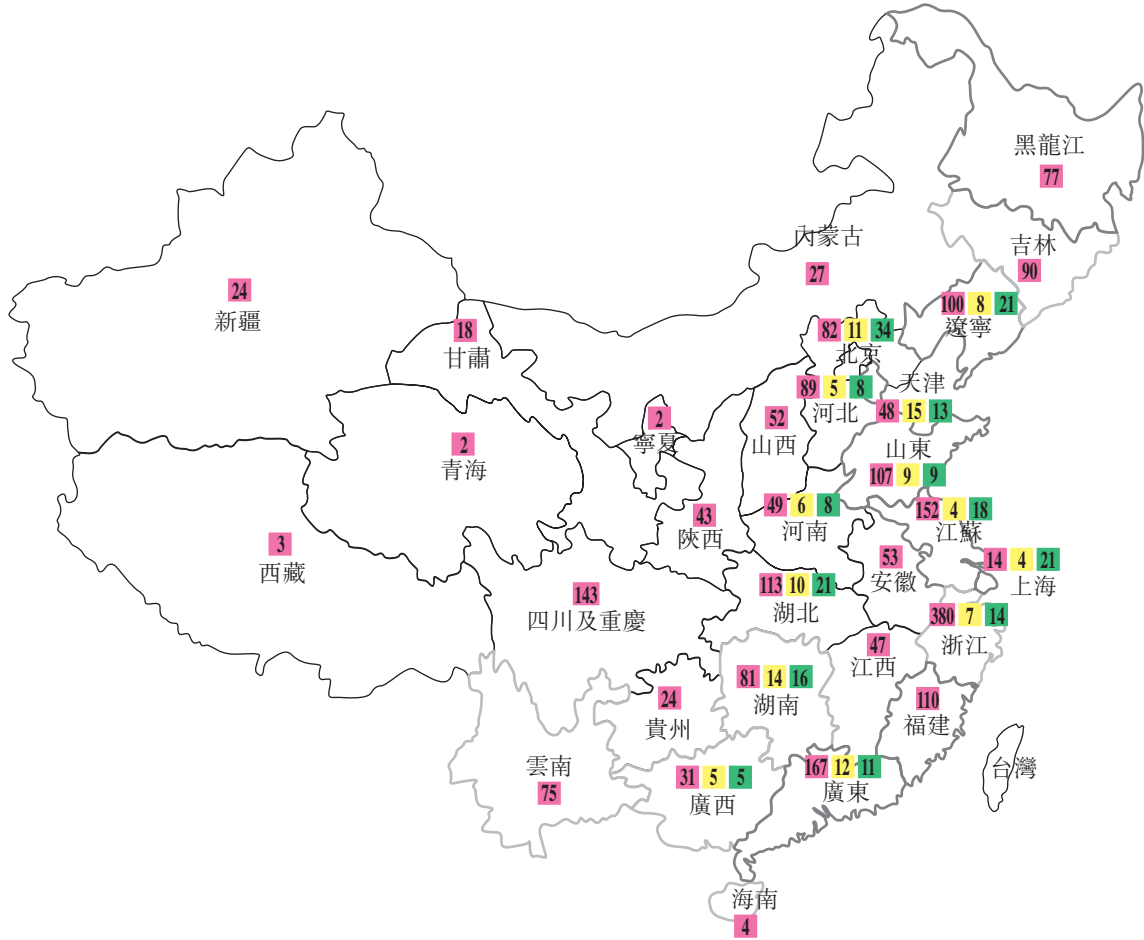 黑龍江
77
內蒙古
27
吉林
90
24
新疆
100 8 21
遼寧
18
甘肅
82 11 34
北京
天津
89 5 8
河北
48 15 13
52
山西
2
寧夏
2
青海
山東
107 9 9
49 6 8
河南
152 4 18
江蘇
43
陝西
3
西藏
53
安徽
14 4 21
上海
143
四川及重慶
113 10 21
湖北
380 7 14
浙江
47
江西
81 14 16
湖南
24
貴州
110
福建
雲南
75
31 5 5
廣西
167 12 11
廣東
台灣
海南
4